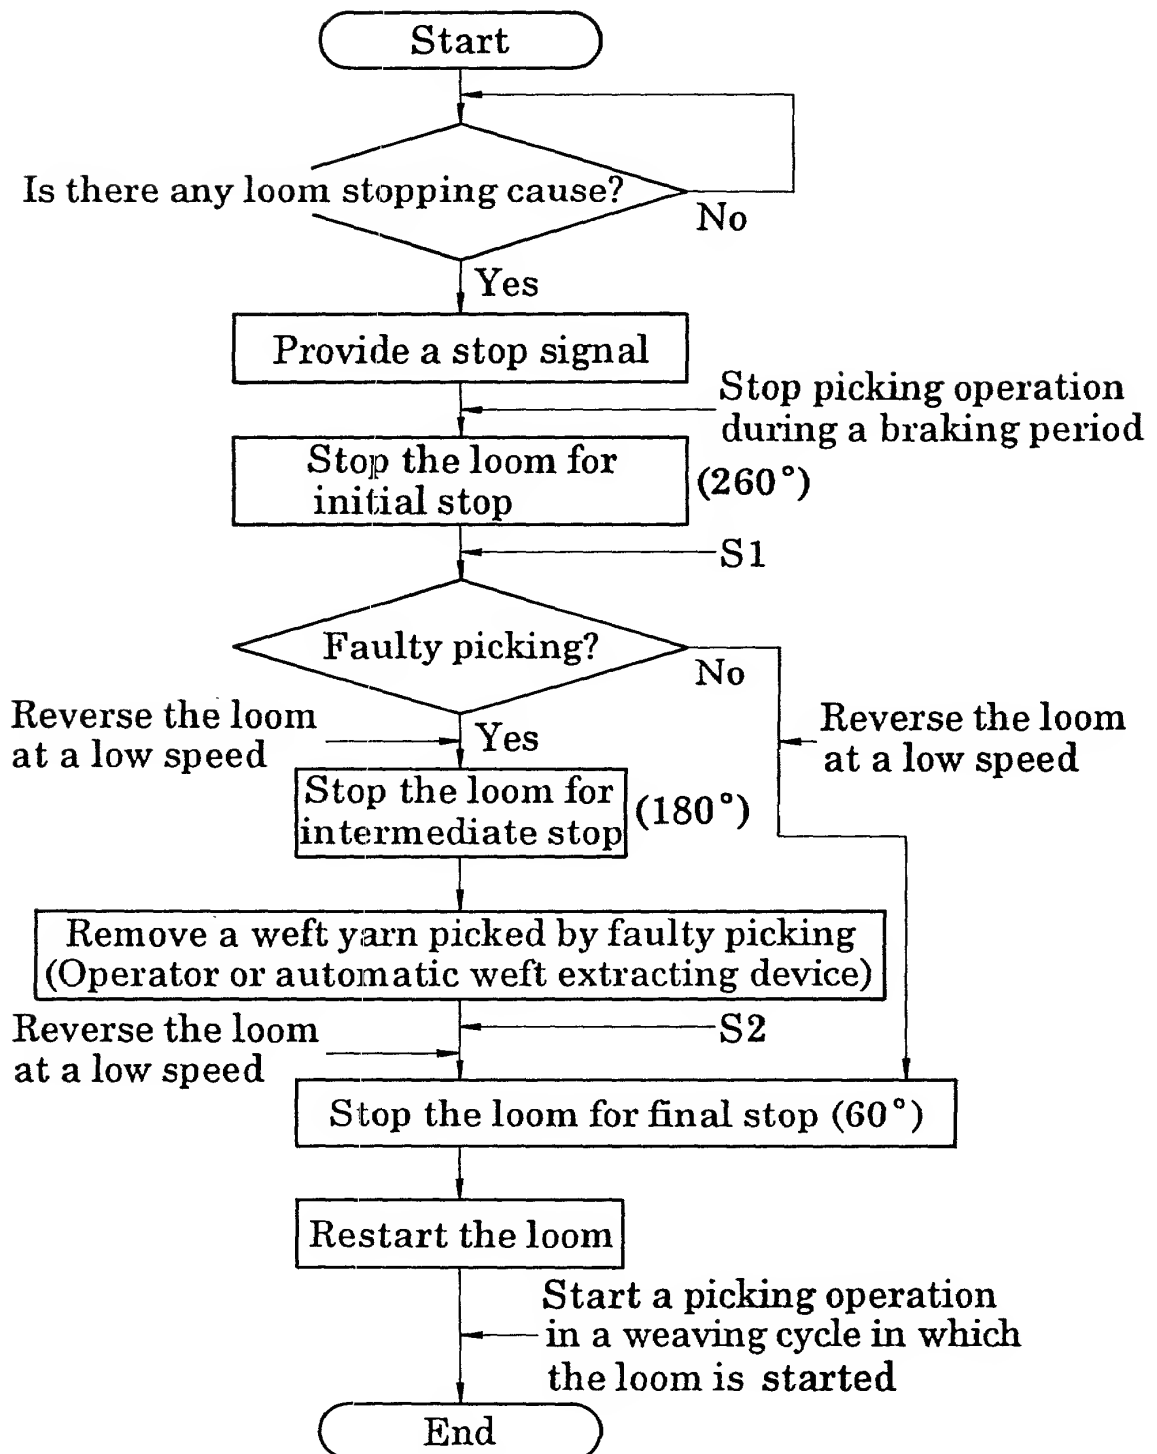 Start
Is there any loom stopping cause?
No
Yes
Provide a stop signal
Stop picking operation
during a braking period
Stop the loom for
initial stop
(260°)
S1
Faulty picking?
No
Reverse the loom
at a low speed
Yes
Reverse the loom
at a low speed
Stop the loom for
intermediate stop
(180°)
Remove a weft yarn picked by faulty picking
(Operator or automatic weft extracting device)
Reverse the loom
at a low speed
S2
Stop the loom for final stop (60°)
Restart the loom
Start a picking operation
in a weaving cycle in which
the loom is started
End